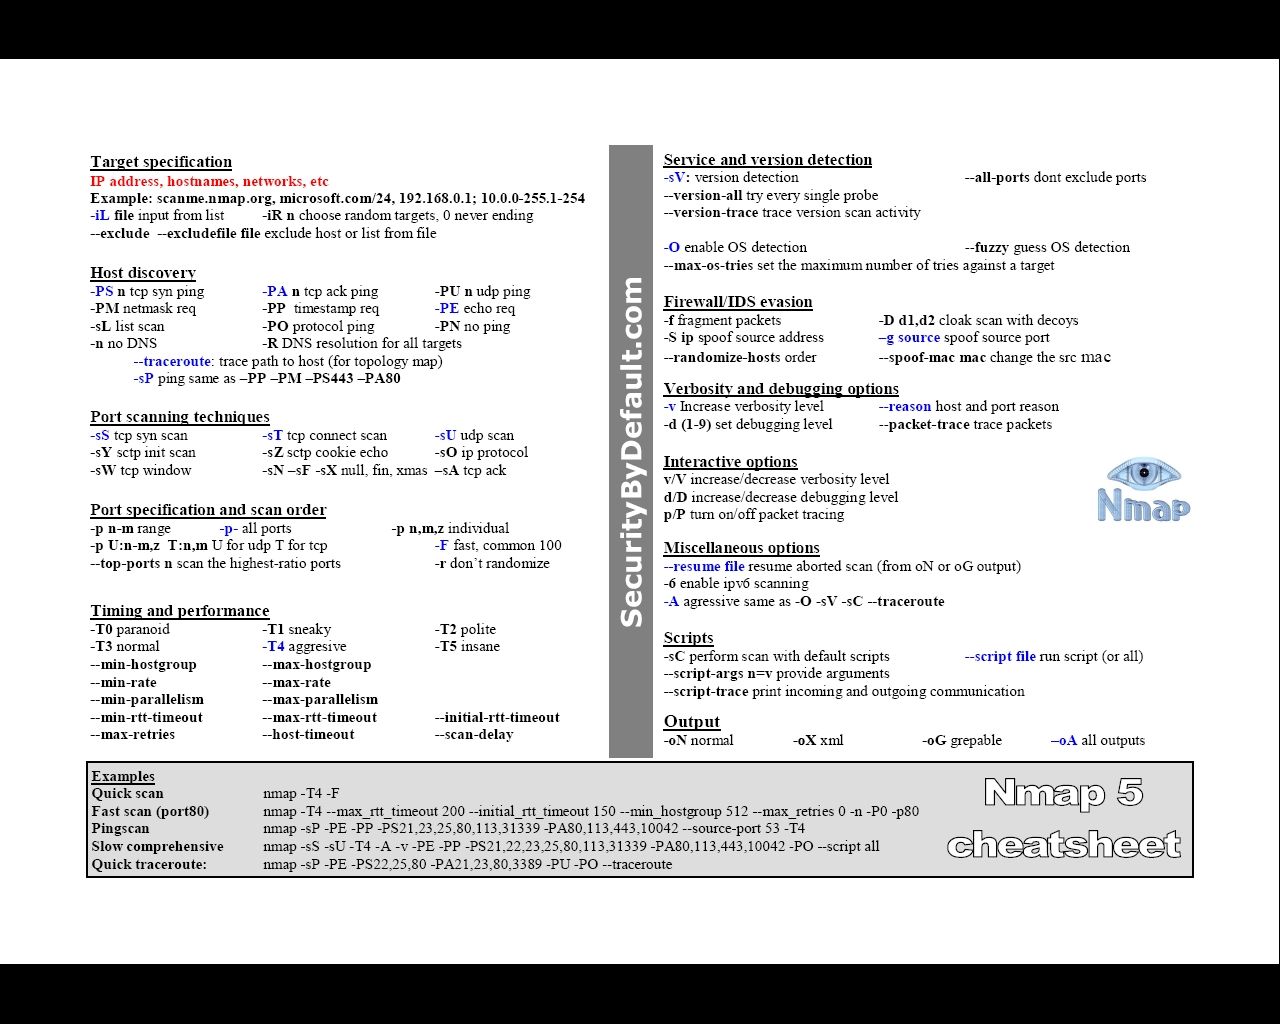 Target specification
IP address, hostnames, networks, etc
Example: scanme.nmap.org, microsoft.com/24, 192.168.0.1; 10.0.0-255.1-254
-iL file input from list -iR n choose random targets, 0 never ending
--exclude --excludefile file exclude host or list from file
Host discovery
-PS n tcp syn ping -PA n tcp ack ping -PU n udp ping
-PM netmask req -PP timestamp req -PE echo req
-sL list scan -PO protocol ping -PN no ping
-n no DNS -R DNS resolution for all targets
--traceroute: trace path to host (for topology map)
-sP ping same as –PP –PM –PS443 –PA80
Port scanning techniques
-sS tcp syn scan -sT tcp connect scan -sU udp scan
-sY sctp init scan -sZ sctp cookie echo -sO ip protocol
-sW tcp window -sN –sF -sX null, fin, xmas –sA tcp ack
Port specification and scan order
-p n-m range -p- all ports -p n,m,z individual
-p U:n-m,z T:n,m U for udp T for tcp -F fast, common 100
--top-ports n scan the highest-ratio ports -r don’t randomize
Timing and performance
-T0 paranoid -T1 sneaky -T2 polite
-T3 normal -T4 aggresive -T5 insane
--min-hostgroup --max-hostgroup
--min-rate --max-rate
--min-parallelism --max-parallelism
--min-rtt-timeout --max-rtt-timeout --initial-rtt-timeout
--max-retries --host-timeout --scan-delay
SecurityByDefault.com
Service and version detection
-sV: version detection --all-ports dont exclude ports
--version-all try every single probe
--version-trace trace version scan activity
-O enable OS detection --fuzzy guess OS detection
--max-os-tries set the maximum number of tries against a target
Firewall/IDS evasion
-f fragment packets -D d1,d2 cloak scan with decoys
-S ip spoof source address –g source spoof source port
--randomize-hosts order --spoof-mac mac change the src mac
Verbosity and debugging options
-v Increase verbosity level --reason host and port reason
-d (1-9) set debugging level --packet-trace trace packets
Interactive options
v/V increase/decrease verbosity level
d/D increase/decrease debugging level
p/P turn on/off packet tracing
Nmap
Miscellaneous options
--resume file resume aborted scan (from oN or oG output)
-6 enable ipv6 scanning
-A agressive same as -O -sV -sC --traceroute
Scripts
-sC perform scan with default scripts --script file run script (or all)
--script-args n=v provide arguments
--script-trace print incoming and outgoing communication
Output
-oN normal -oX xml -oG grepable –oA all outputs
Examples
Quick scan nmap -T4 -F
Fast scan (port80) nmap -T4 --max_rtt_timeout 200 --initial_rtt_timeout 150 --min_hostgroup 512 --max_retries 0 -n -P0 -p80
Pingscan nmap -sP -PE -PP -PS21,23,25,80,113,31339 -PA80,113,443,10042 --source-port 53 -T4
Slow comprehensive nmap -sS -sU -T4 -A -v -PE -PP -PS21,22,23,25,80,113,31339 -PA80,113,443,10042 -PO --script all
Quick traceroute: nmap -sP -PE -PS22,25,80 -PA21,23,80,3389 -PU -PO --traceroute
Nmap 5
cheatsheet